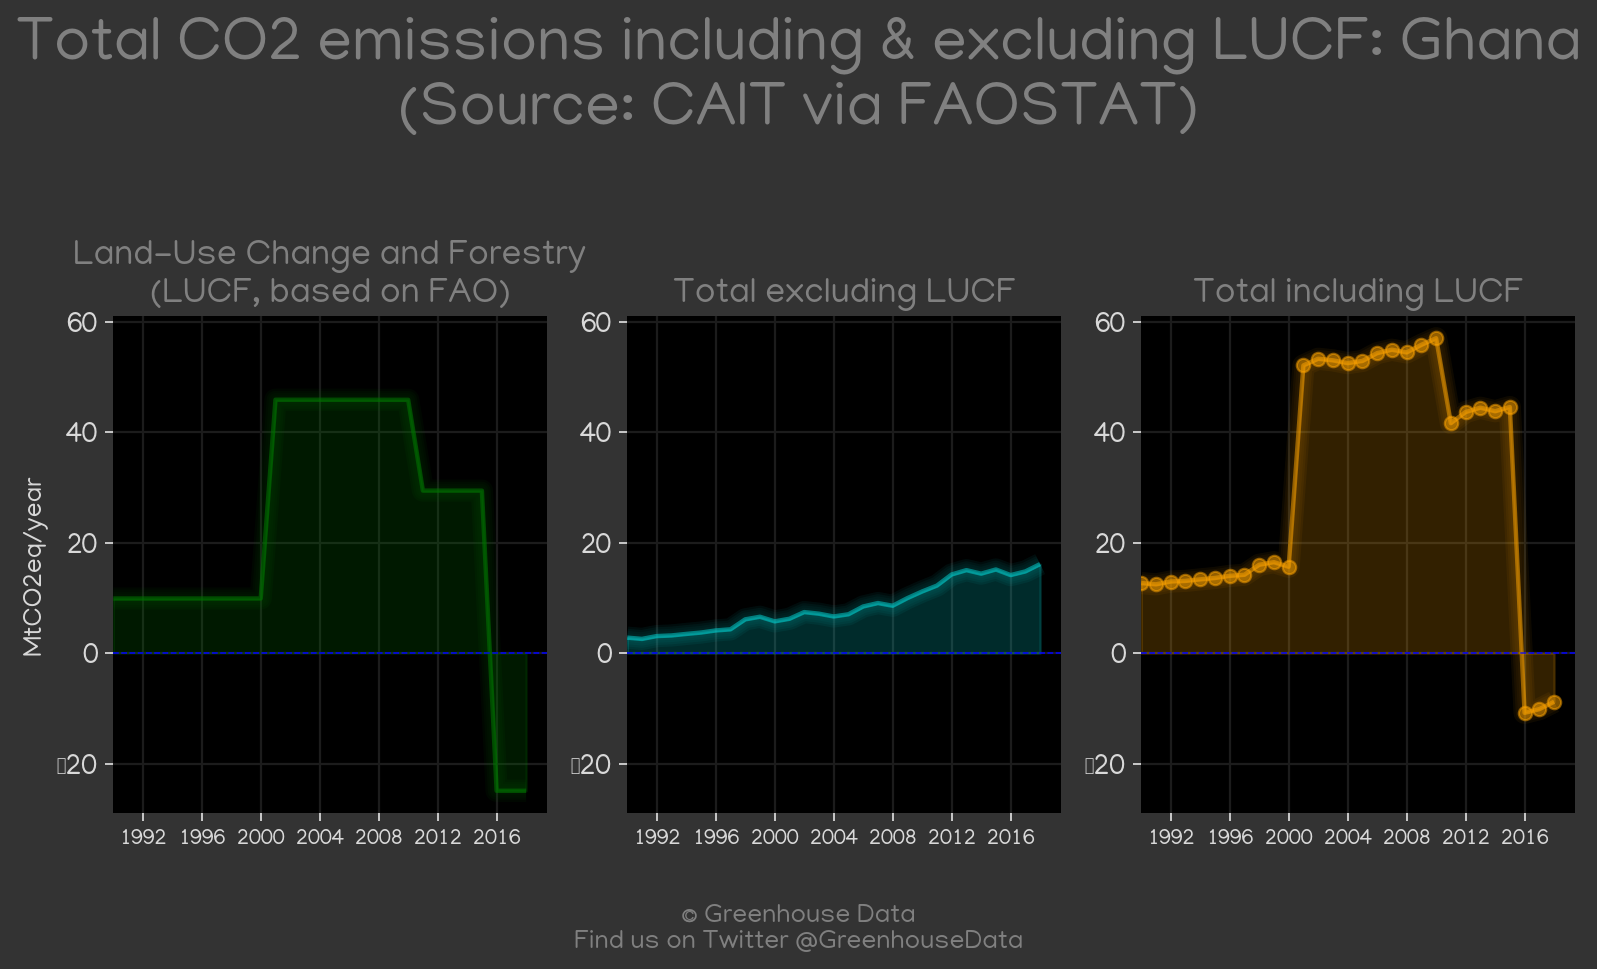 Total CO2 emissions including & excluding LUCF: Ghana
(Source: CAIT via FAOSTAT)
Land-Use Change and Forestry
(LUCF, based on FAO)
Total excluding LUCF
Total including LUCF
MtCO2eq/year
60
40
20
0
▯20
60
40
20
0
▯20
60
40
20
0
▯20
1992 1996 2000 2004 2008 2012 2016
1992 1996 2000 2004 2008 2012 2016
1992 1996 2000 2004 2008 2012 2016
© Greenhouse Data
Find us on Twitter @GreenhouseData